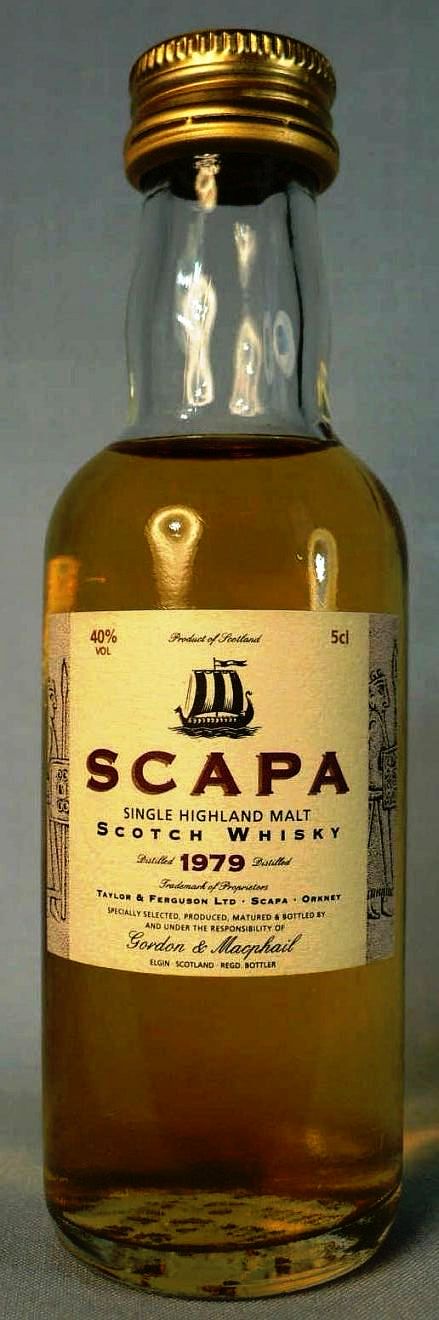 40% Product of Scotland 5cl
VOL
SCAPA
SINGLE HIGHLAND MALT
SCOTCH WHISKY
Distilled 1979 Distilled
Trademark of Proprietors
TAYLOR & FERGUSON LTD · SCAPA · ORKNEY
SPECIALLY SELECTED, PRODUCED, MATURED & BOTTLED BY
AND UNDER THE RESPONSIBILITY OF
Gordon & Macphail
ELGIN · SCOTLAND · REGD. BOTTLER